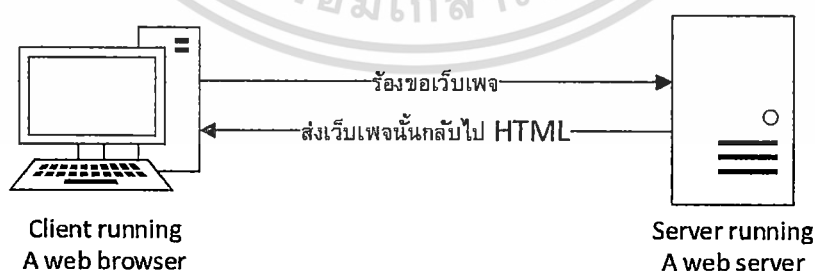 ร้องขอเว็บเพจ
ส่งเว็บเพจนั้นกลับไป HTML
Client running
A web browser
Server running
A web server